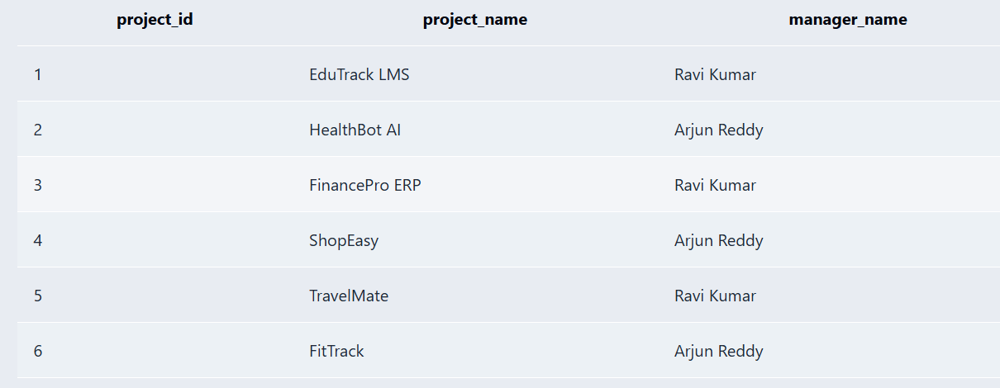 project_id project_name manager_name
1 EduTrack LMS Ravi Kumar
2 HealthBot AI Arjun Reddy
3 FinancePro ERP Ravi Kumar
4 ShopEasy Arjun Reddy
5 TravelMate Ravi Kumar
6 FitTrack Arjun Reddy